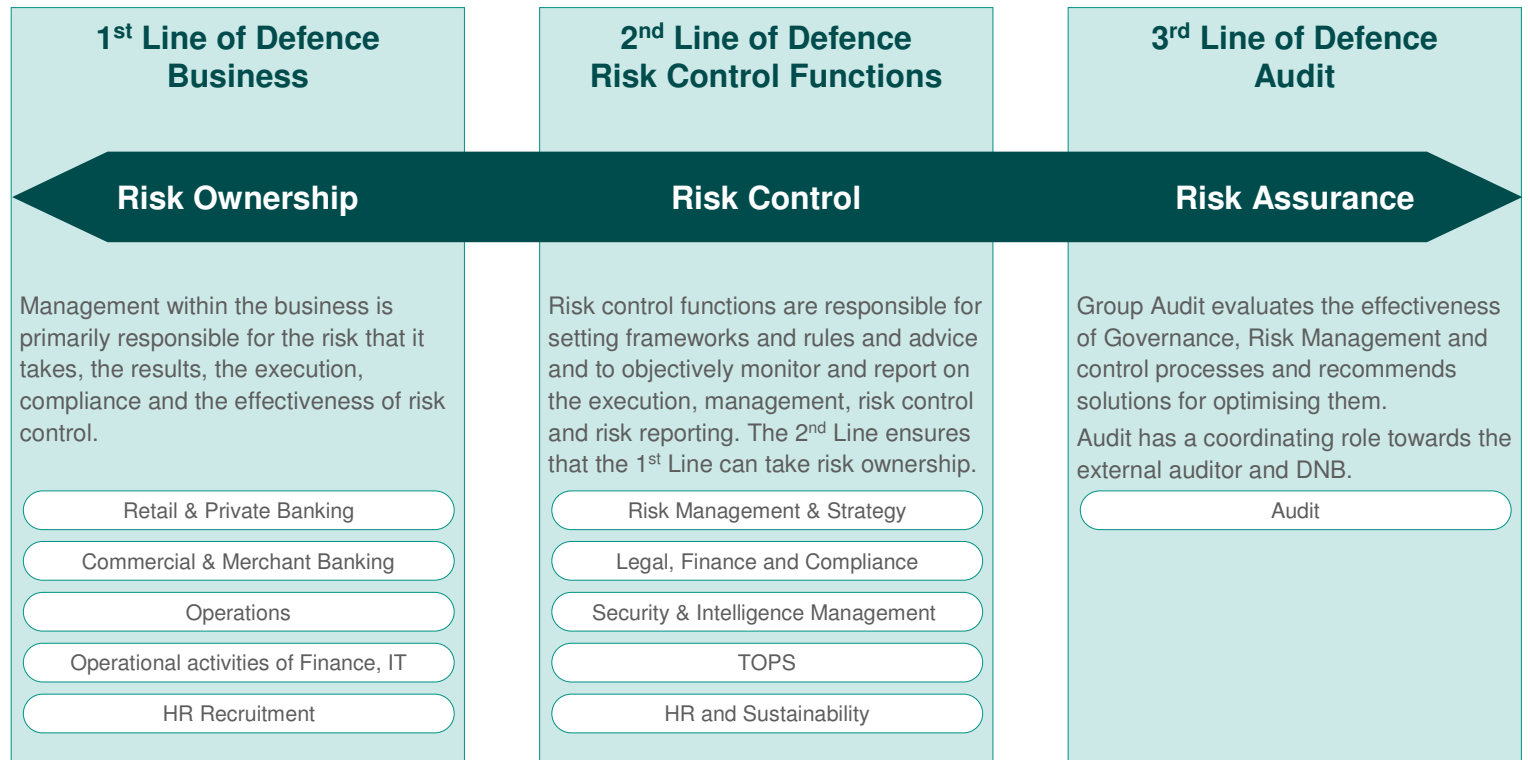 1st Line of Defence
Business
2nd Line of Defence
Risk Control Functions
3rd Line of Defence
Audit
Risk Ownership
Risk Control
Risk Assurance
Management within the business is
primarily responsible for the risk that it
takes, the results, the execution,
compliance and the effectiveness of risk
control.
Retail & Private Banking
Commercial & Merchant Banking
Operations
Operational activities of Finance, IT
HR Recruitment
Risk control functions are responsible for
setting frameworks and rules and advice
and to objectively monitor and report on
the execution, management, risk control
and risk reporting. The 2nd Line ensures
that the 1st Line can take risk ownership.
Risk Management & Strategy
Legal, Finance and Compliance
Security & Intelligence Management
TOPS
HR and Sustainability
Group Audit evaluates the effectiveness
of Governance, Risk Management and
control processes and recommends
solutions for optimising them.
Audit has a coordinating role towards the
external auditor and DNB.
Audit